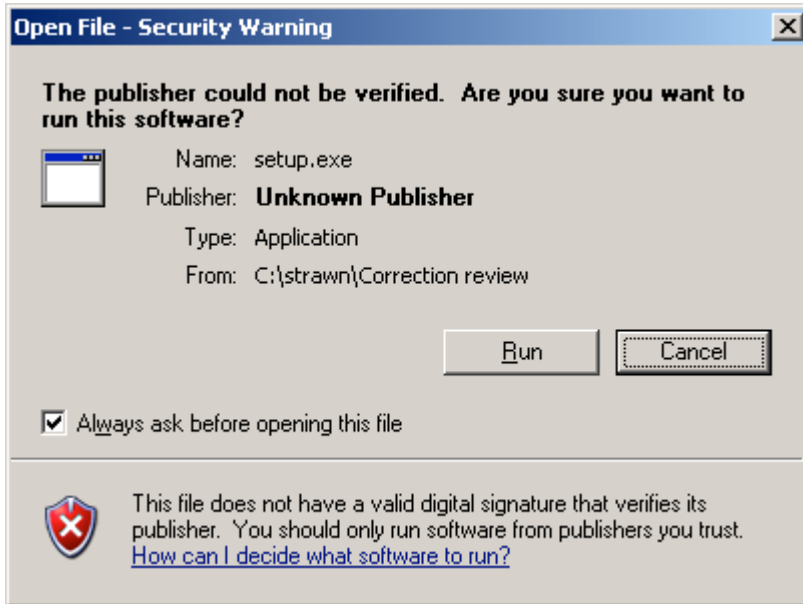 Open File - Security Warning
The publisher could not be verified.  Are you sure you want to
run this software?
Name: setup.exe
Publisher: Unknown Publisher
Type: Application
From: C:\strawn\Correction review
Run Cancel
Always ask before opening this file
This file does not have a valid digital signature that verifies its
publisher.  You should only run software from publishers you trust.
How can I decide what software to run?